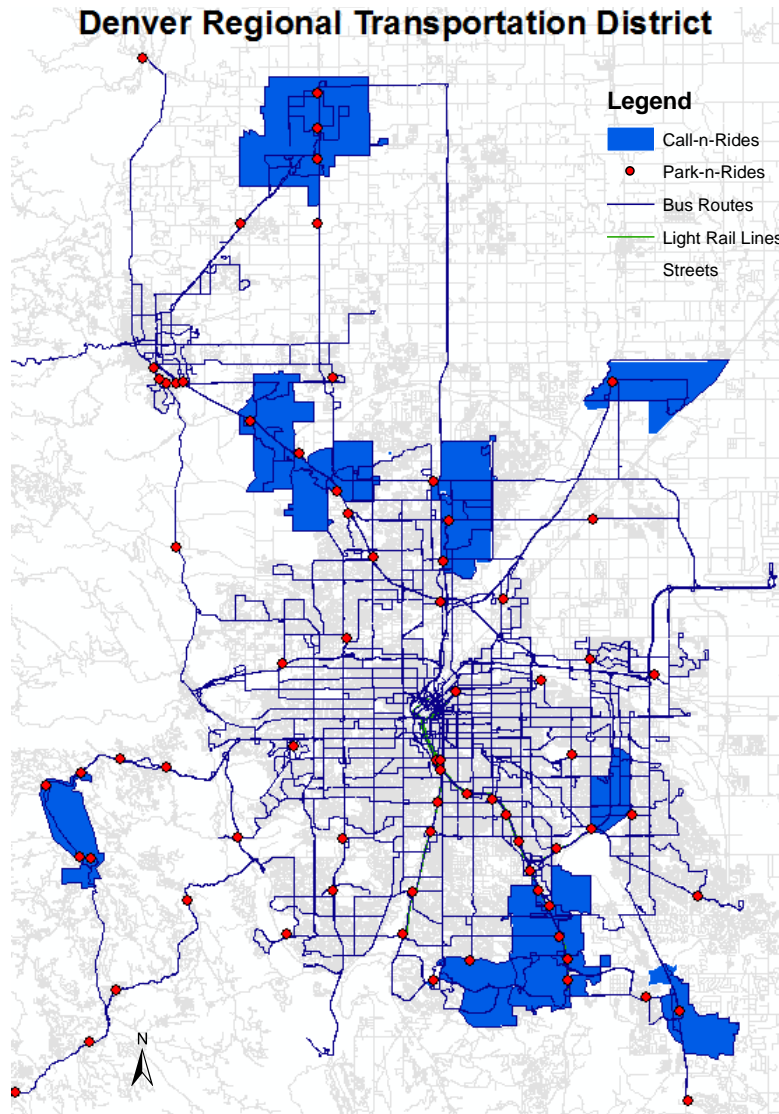 Denver Regional Transportation District
Legend
Call-n-Rides
Park-n-Rides
Bus Routes
Light Rail Lines
Streets
N